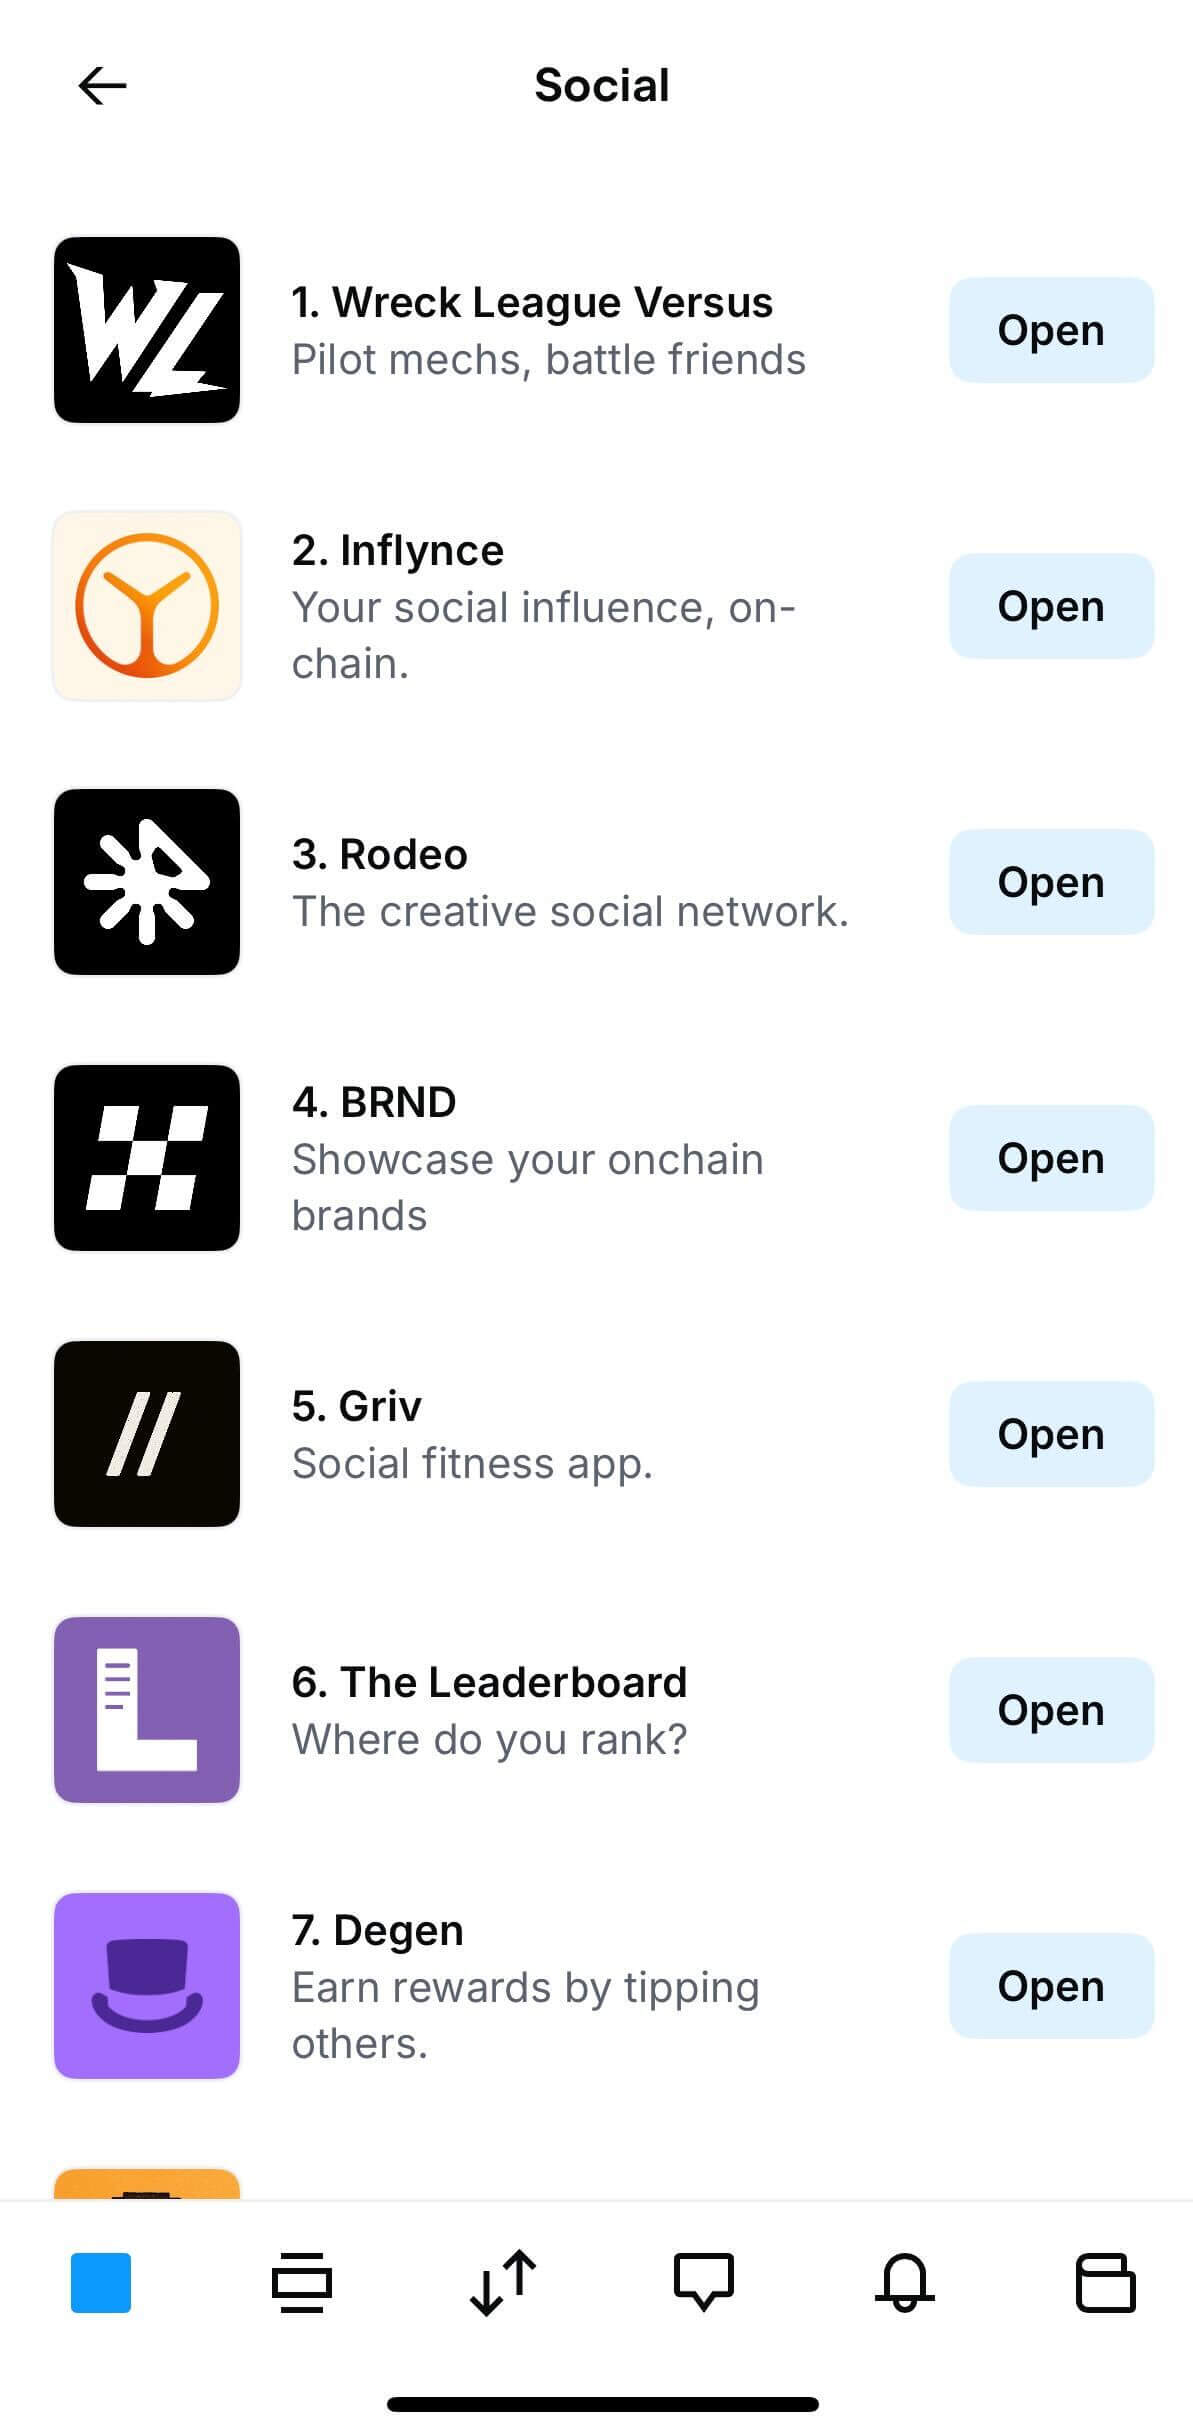 Social
WL
1. Wreck League Versus
Pilot mechs, battle friends
Open
2. Inflynce
Your social influence, on-
chain.
Open
3. Rodeo
The creative social network.
Open
4. BRND
Showcase your onchain
brands
Open
5. Griv
Social fitness app.
Open
6. The Leaderboard
Where do you rank?
Open
7. Degen
Earn rewards by tipping
others.
Open